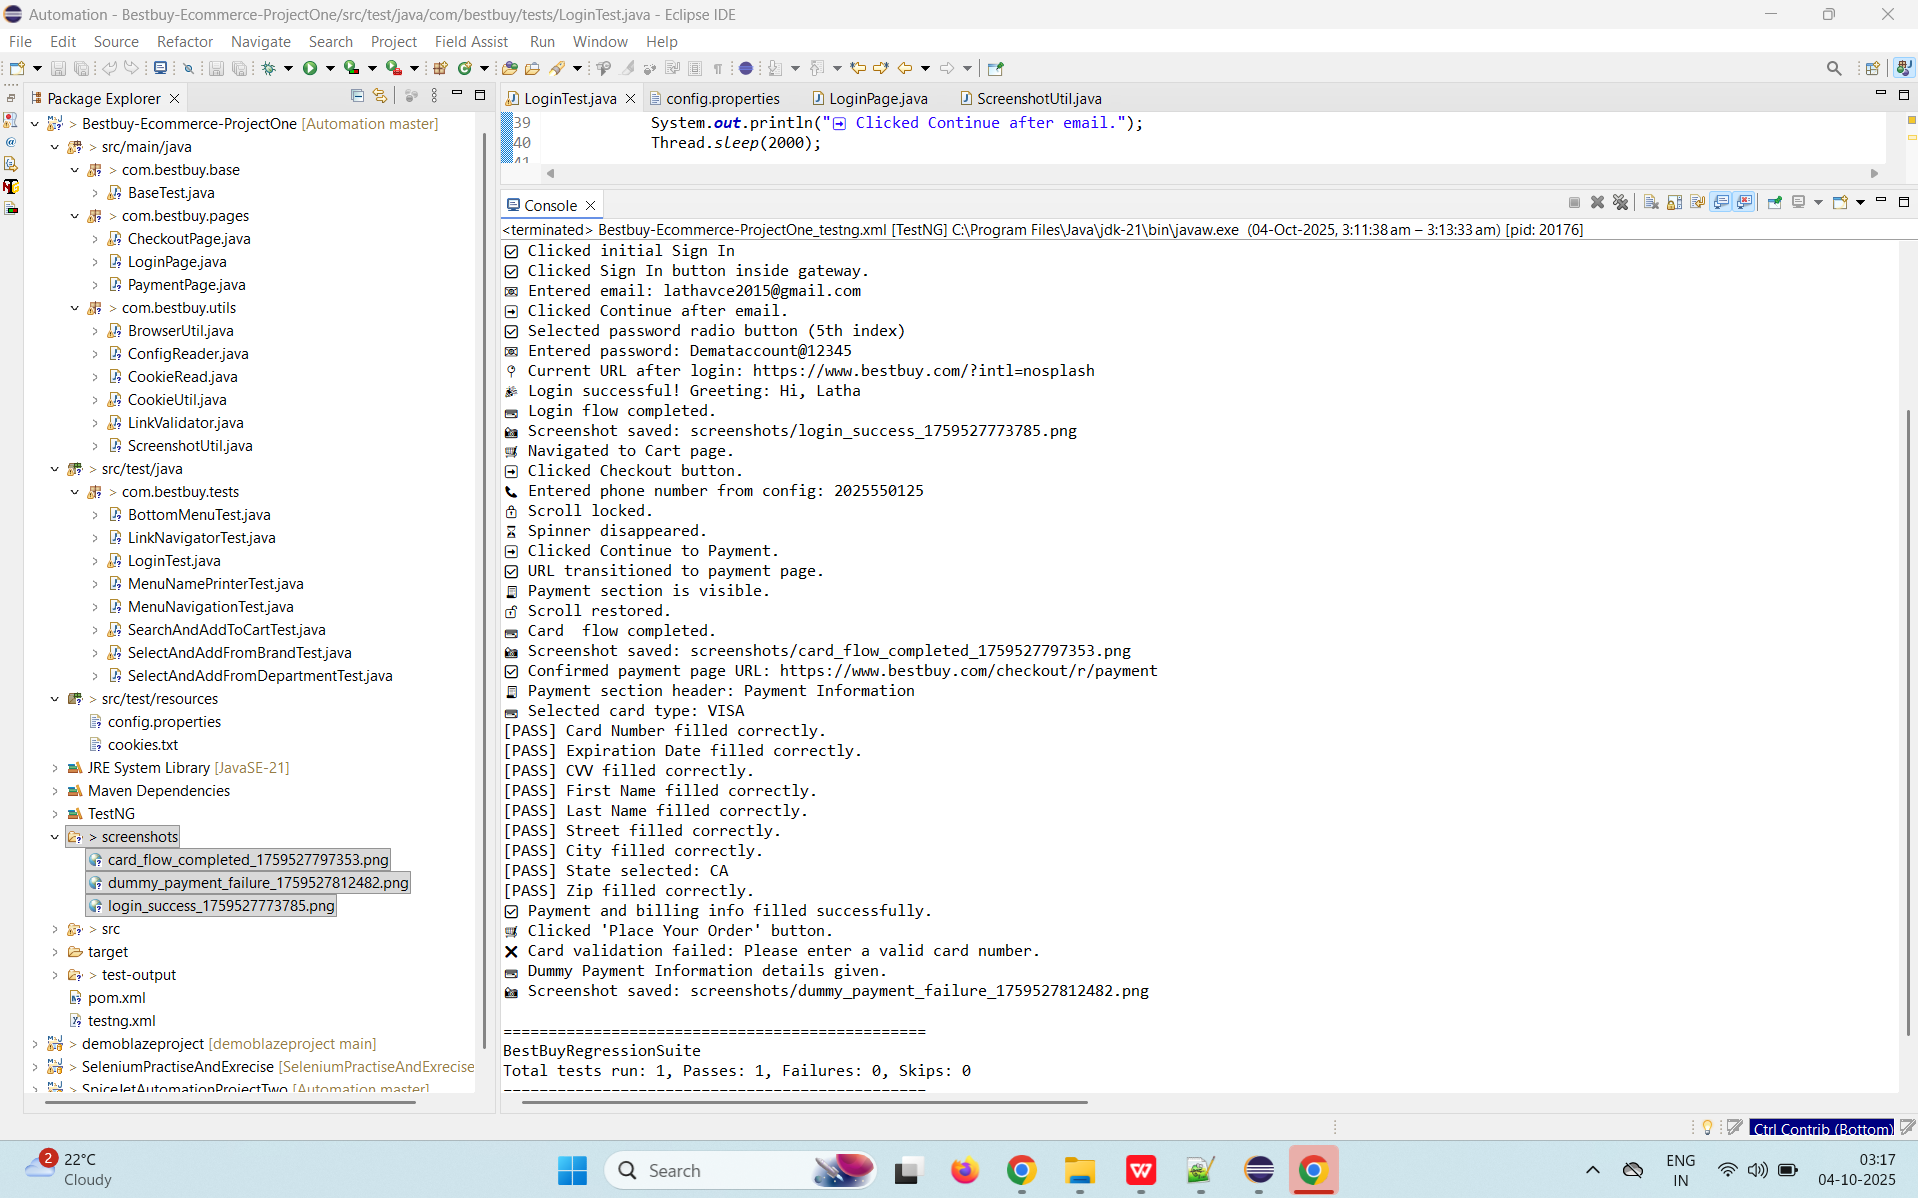 Automation - Bestbuy-Ecommerce-ProjectOne/src/test/java/com/bestbuy/tests/LoginTest.java - Eclipse IDE
File Edit Source Refactor Navigate Search Project Field Assist Run Window Help
Package Explorer
> Bestbuy-Ecommerce-ProjectOne [Automation master]
> src/main/java
> com.bestbuy.base
BaseTest.java
> com.bestbuy.pages
CheckoutPage.java
LoginPage.java
PaymentPage.java
> com.bestbuy.utils
BrowserUtil.java
ConfigReader.java
CookieRead.java
CookieUtil.java
LinkValidator.java
ScreenshotUtil.java
> src/test/java
> com.bestbuy.tests
BottomMenuTest.java
LinkNavigatorTest.java
LoginTest.java
MenuNamePrinterTest.java
MenuNavigationTest.java
SearchAndAddToCartTest.java
SelectAndAddFromBrandTest.java
SelectAndAddFromDepartmentTest.java
> src/test/resources
config.properties
cookies.txt
JRE System Library [JavaSE-21]
Maven Dependencies
TestNG
> screenshots
card_flow_completed_1759527797353.png
dummy_payment_failure_1759527812482.png
login_success_1759527773785.png
> src
target
> test-output
pom.xml
testng.xml
> demoblazeproject [demoblazeproject main]
> SeleniumPractiseAndExrecise [SeleniumPractiseAndExrecise
> SpiceJetAutomationProjectTwo [Automation master]
LoginTest.java config.properties LoginPage.java ScreenshotUtil.java
39 System.out.println("➡ Clicked Continue after email.");
40 Thread.sleep(2000);
41
Console
<terminated> Bestbuy-Ecommerce-ProjectOne_testng.xml [TestNG] C:\Program Files\Java\jdk-21\bin\javaw.exe (04-Oct-2025, 3:11:38 am – 3:13:33 am) [pid: 20176]
Clicked initial Sign In
Clicked Sign In button inside gateway.
Entered email: lathavce2015@gmail.com
Clicked Continue after email.
Selected password radio button (5th index)
Entered password: Demataccount@12345
Current URL after login: https://www.bestbuy.com/?intl=nosplash
Login successful! Greeting: Hi, Latha
Login flow completed.
Screenshot saved: screenshots/login_success_1759527773785.png
Navigated to Cart page.
Clicked Checkout button.
Entered phone number from config: 2025550125
Scroll locked.
Spinner disappeared.
Clicked Continue to Payment.
URL transitioned to payment page.
Payment section is visible.
Scroll restored.
Card  flow completed.
Screenshot saved: screenshots/card_flow_completed_1759527797353.png
Confirmed payment page URL: https://www.bestbuy.com/checkout/r/payment
Payment section header: Payment Information
Selected card type: VISA
[PASS] Card Number filled correctly.
[PASS] Expiration Date filled correctly.
[PASS] CVV filled correctly.
[PASS] First Name filled correctly.
[PASS] Last Name filled correctly.
[PASS] Street filled correctly.
[PASS] City filled correctly.
[PASS] State selected: CA
[PASS] Zip filled correctly.
Payment and billing info filled successfully.
Clicked 'Place Your Order' button.
Card validation failed: Please enter a valid card number.
Dummy Payment Information details given.
Screenshot saved: screenshots/dummy_payment_failure_1759527812482.png
===============================================
BestBuyRegressionSuite
Total tests run: 1, Passes: 1, Failures: 0, Skips: 0
===============================================
Ctrl Contrib (Bottom)
2
22°C
Cloudy
Search
ENG
IN
03:17
04-10-2025